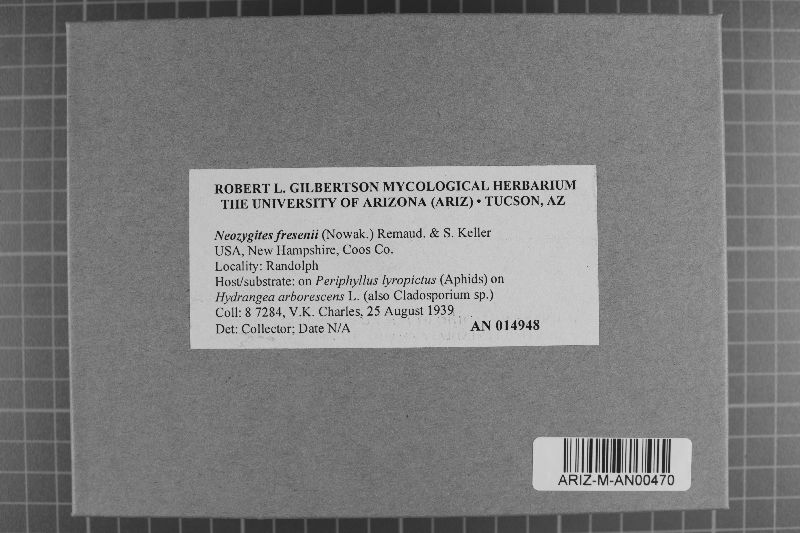 ROBERT L. GILBERTSON MYCOLOGICAL HERBARIUM
THE UNIVERSITY OF ARIZONA (ARIZ) • TUCSON, AZ
Neozygites fresenii (Nowak.) Remaud. & S. Keller
USA, New Hampshire, Coos Co.
Locality: Randolph
Host/substrate: on Periphyllus lyropictus (Aphids) on
Hydrangea arborescens L. (also Cladosporium sp.)
Coll: 8 7284, V.K. Charles, 25 August 1939
Det: Collector; Date N/A AN 014948
ARIZ-M-AN00470